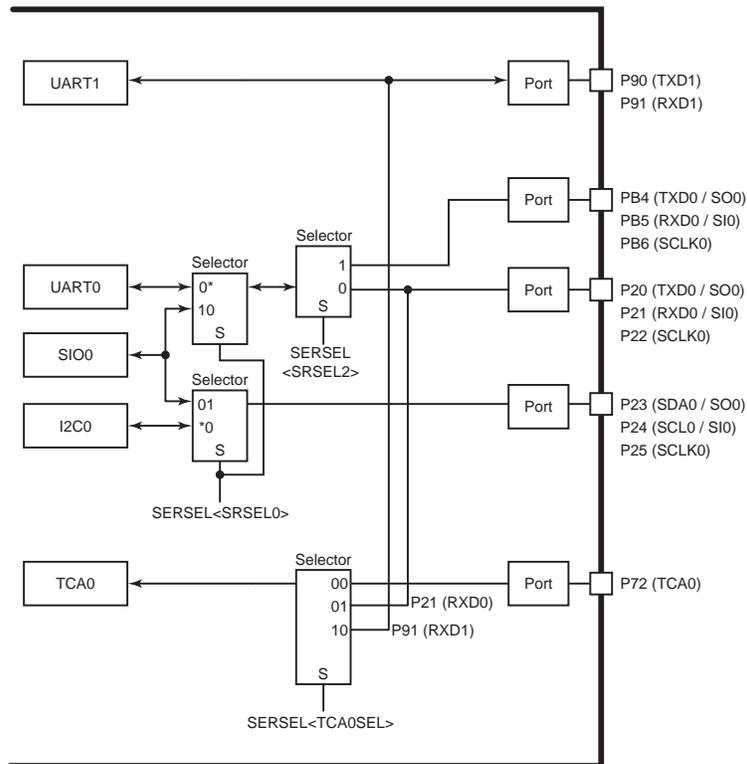 UART1
Port
P90 (TXD1)
P91 (RXD1)
Port
PB4 (TXD0 / SO0)
PB5 (RXD0 / SI0)
PB6 (SCLK0)
Selector
1
0
S
SERSEL
<SRSEL2>
Selector
UART0
0*
10
S
Port
P20 (TXD0 / SO0)
P21 (RXD0 / SI0)
P22 (SCLK0)
SIO0
Selector
01
*0
S
I2C0
Port
P23 (SDA0 / SO0)
P24 (SCL0 / SI0)
P25 (SCLK0)
SERSEL<SRSEL0>
Selector
TCA0
00
01
10
S
P21 (RXD0)
P91 (RXD1)
Port
P72 (TCA0)
SERSEL<TCA0SEL>